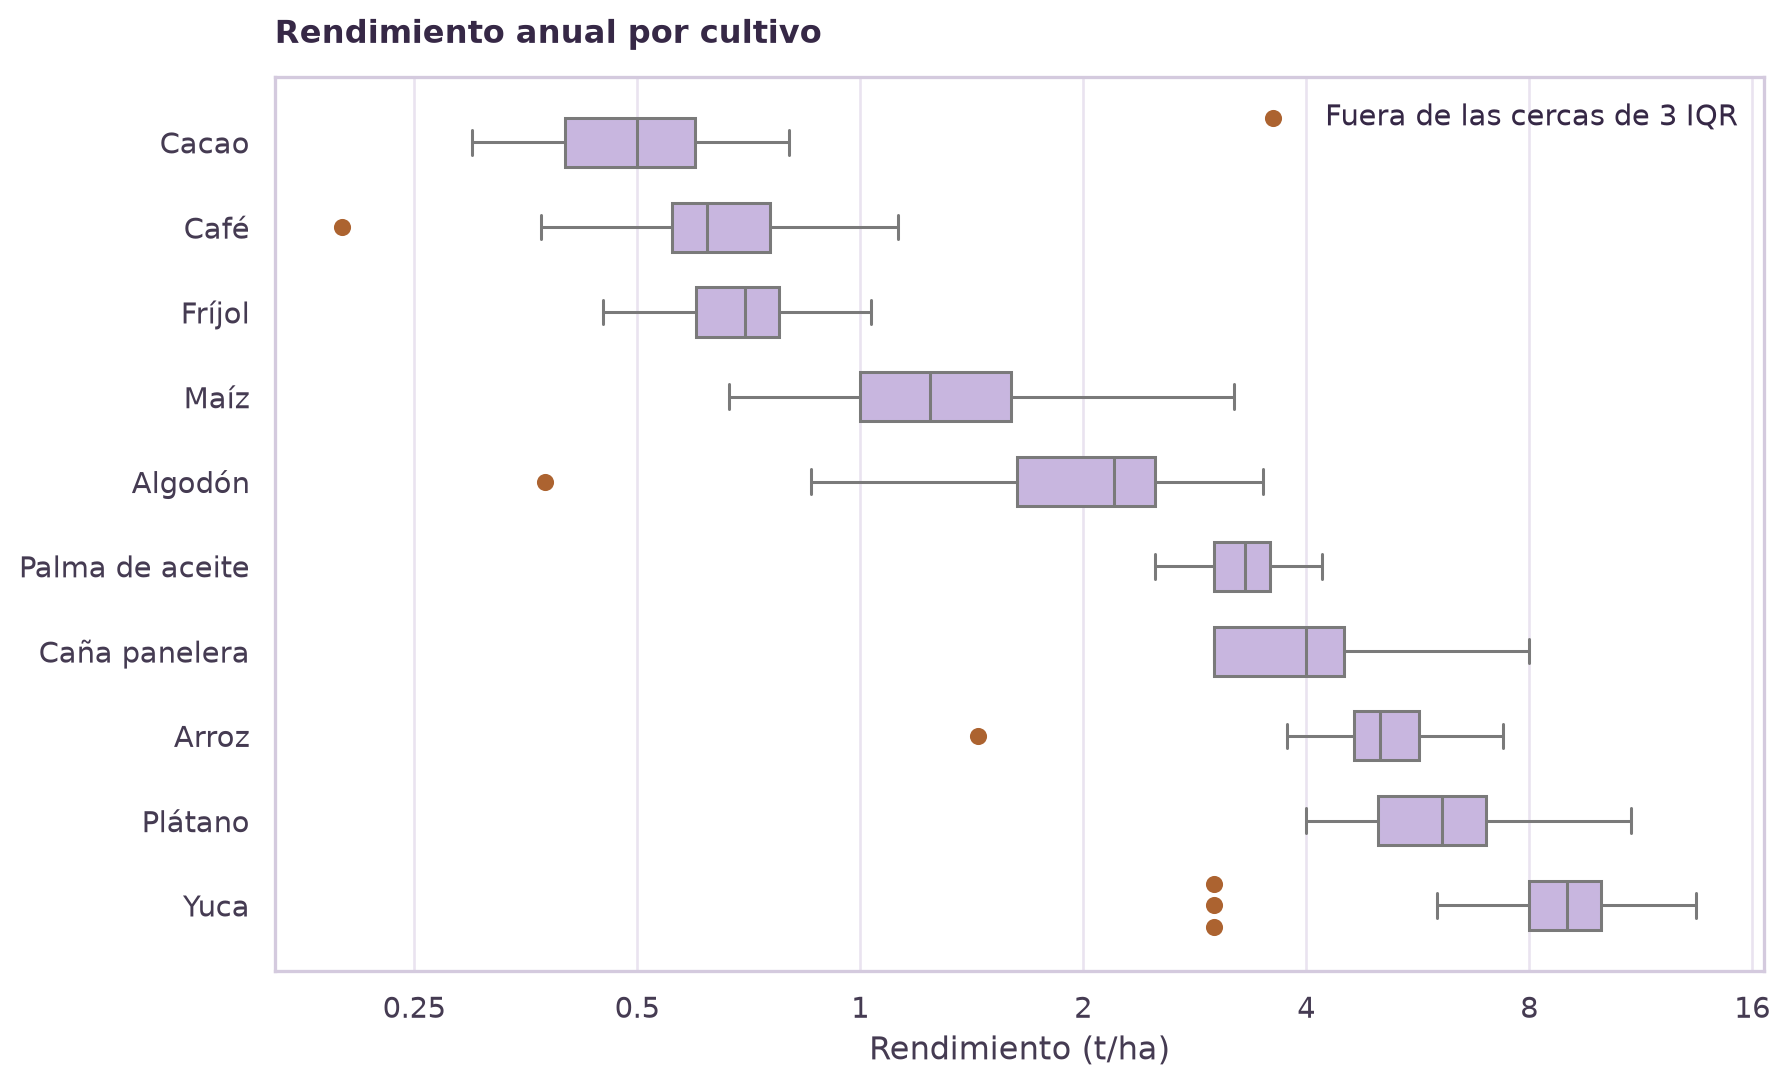 Rendimiento anual por cultivo
Fuera de las cercas de 3 IQR
Cacao
Café
Fríjol
Maíz
Algodón
Palma de aceite
Caña panelera
Arroz
Plátano
Yuca
0.25 0.5 1 2 4 8 16
Rendimiento (t/ha)